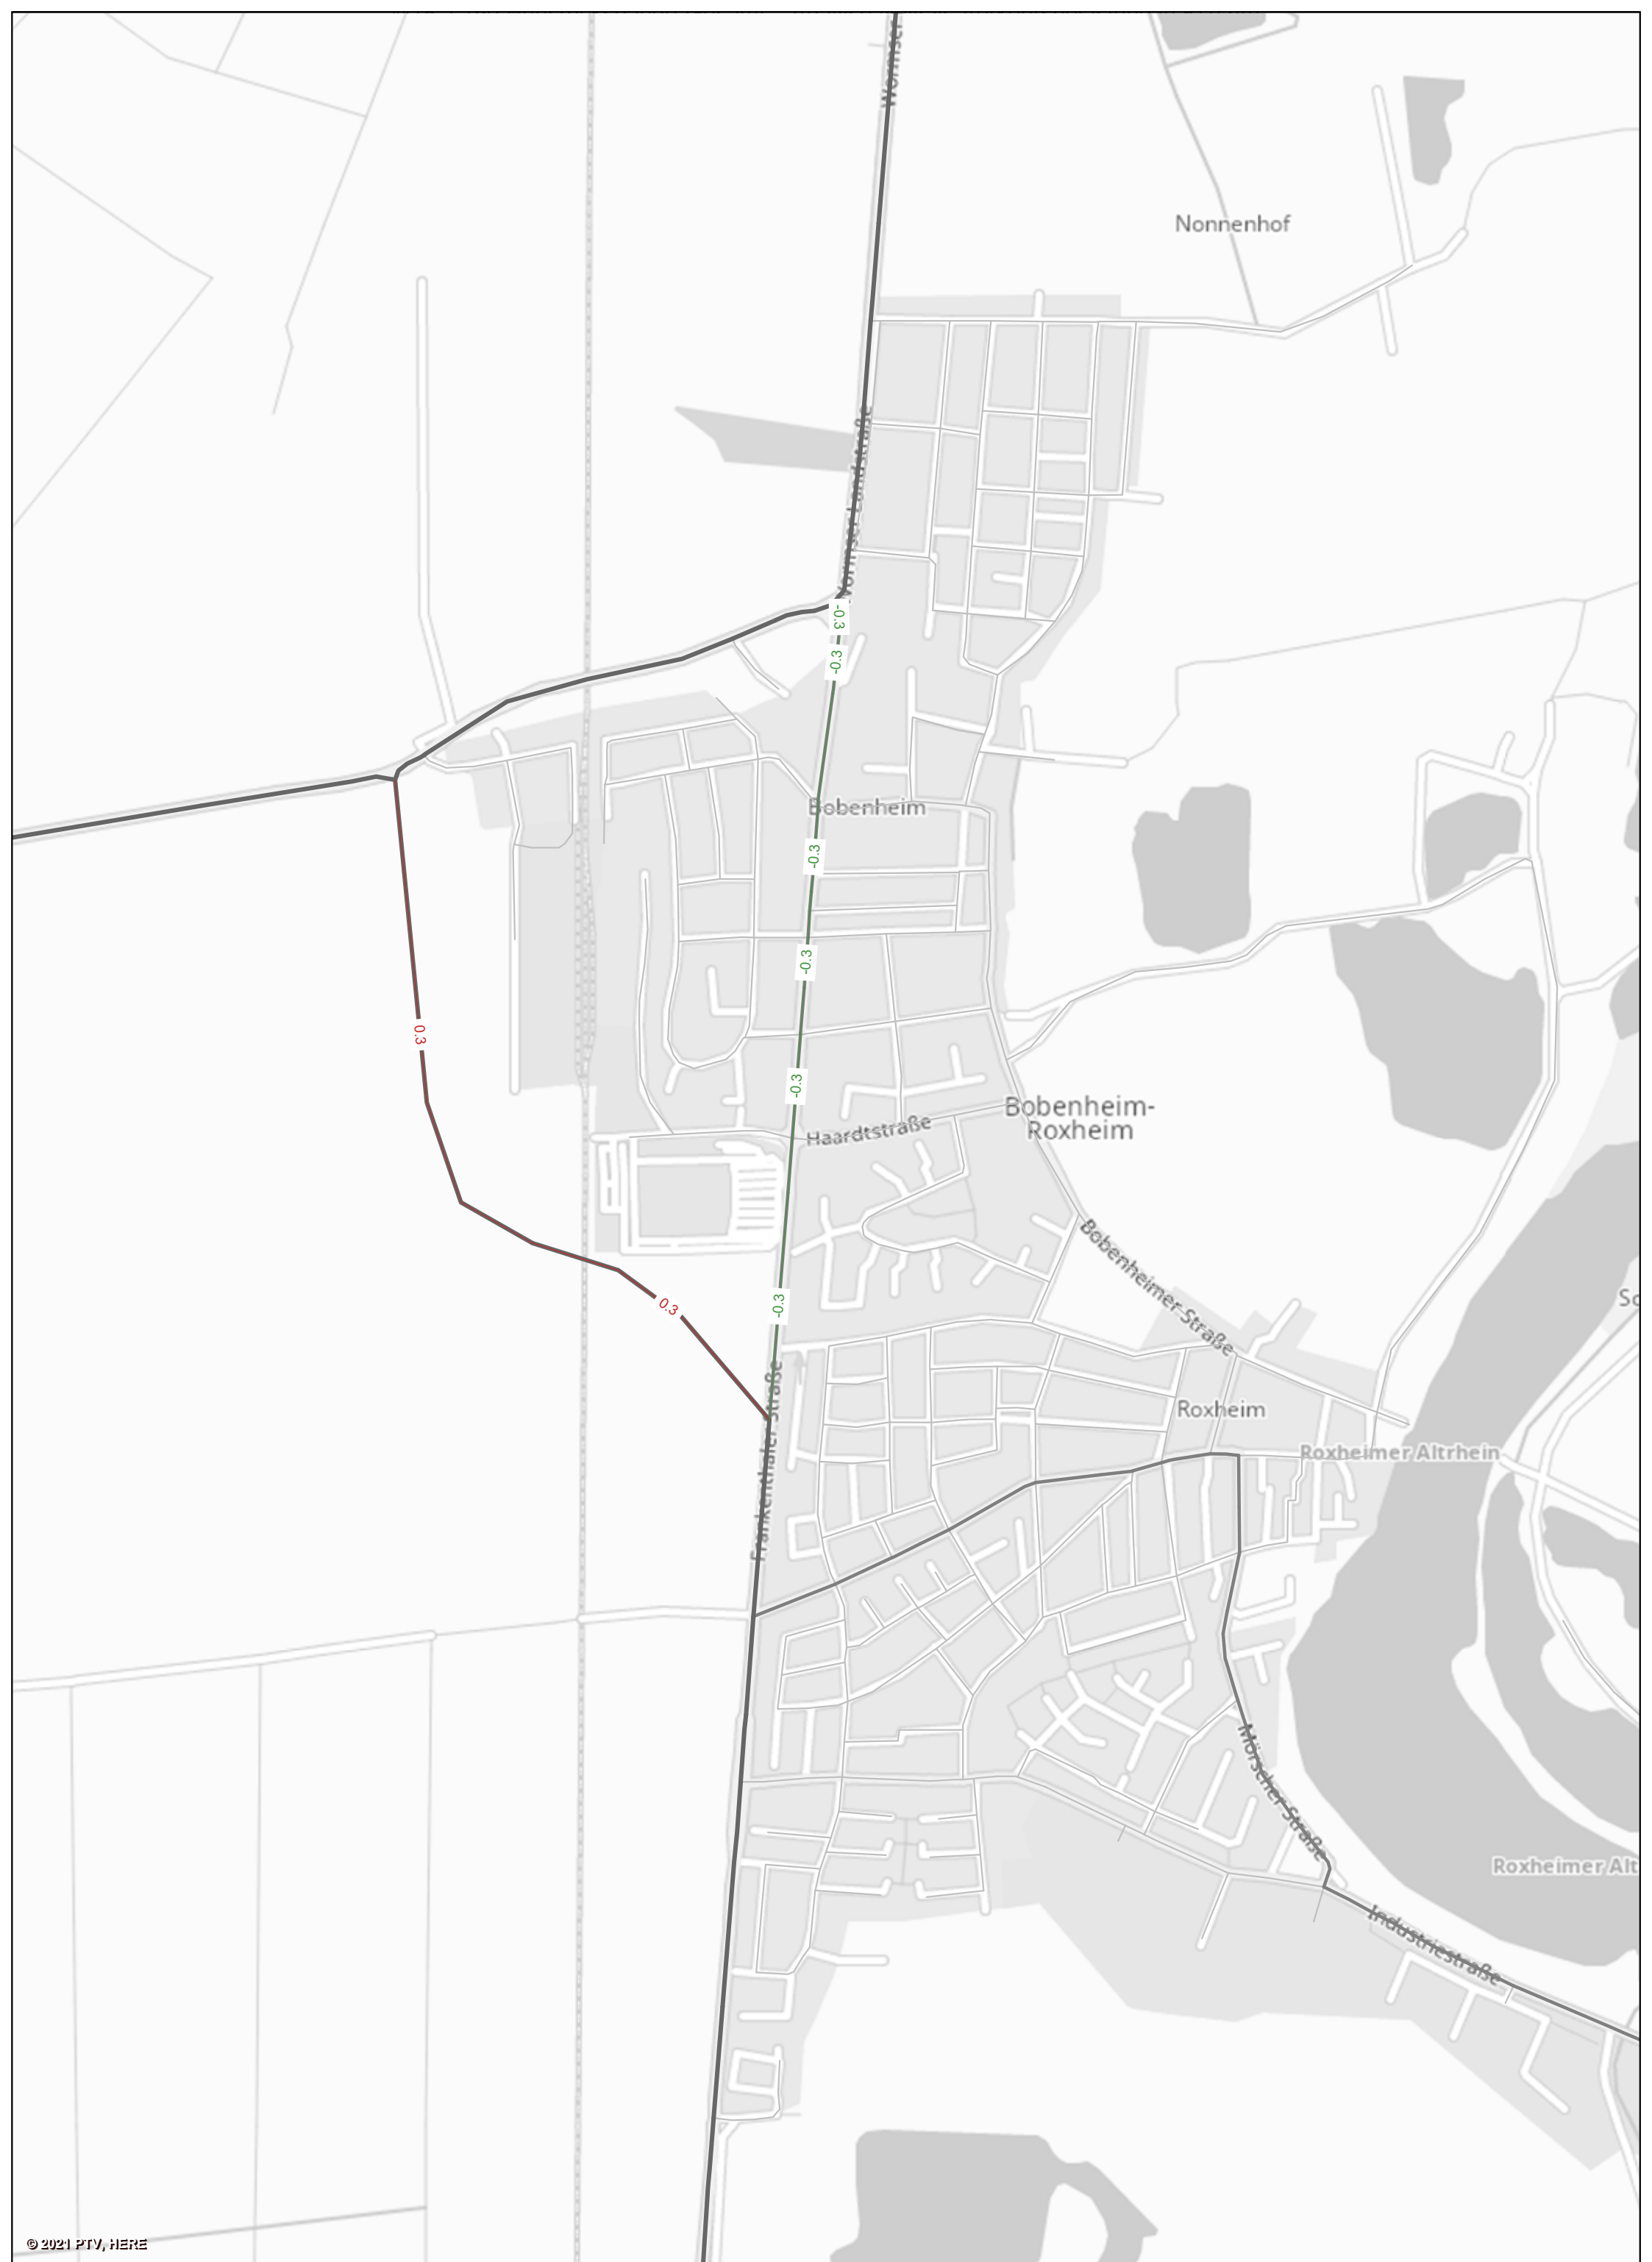 Wormser
Nonnenhof
Wormser Landstraße
-0.3
-0.3
Bobenheim
-0.3
-0.3
0.3
-0.3
Bobenheim-
Roxheim
Haardtstraße
Bobenheimer Straße
-0.3
0.3
Frankenthaler Straße
Roxheim
Roxheimer Altrhein
Mörscher Straße
Roxheimer Alt
Industriestraße
© 2021 PTV, HERE